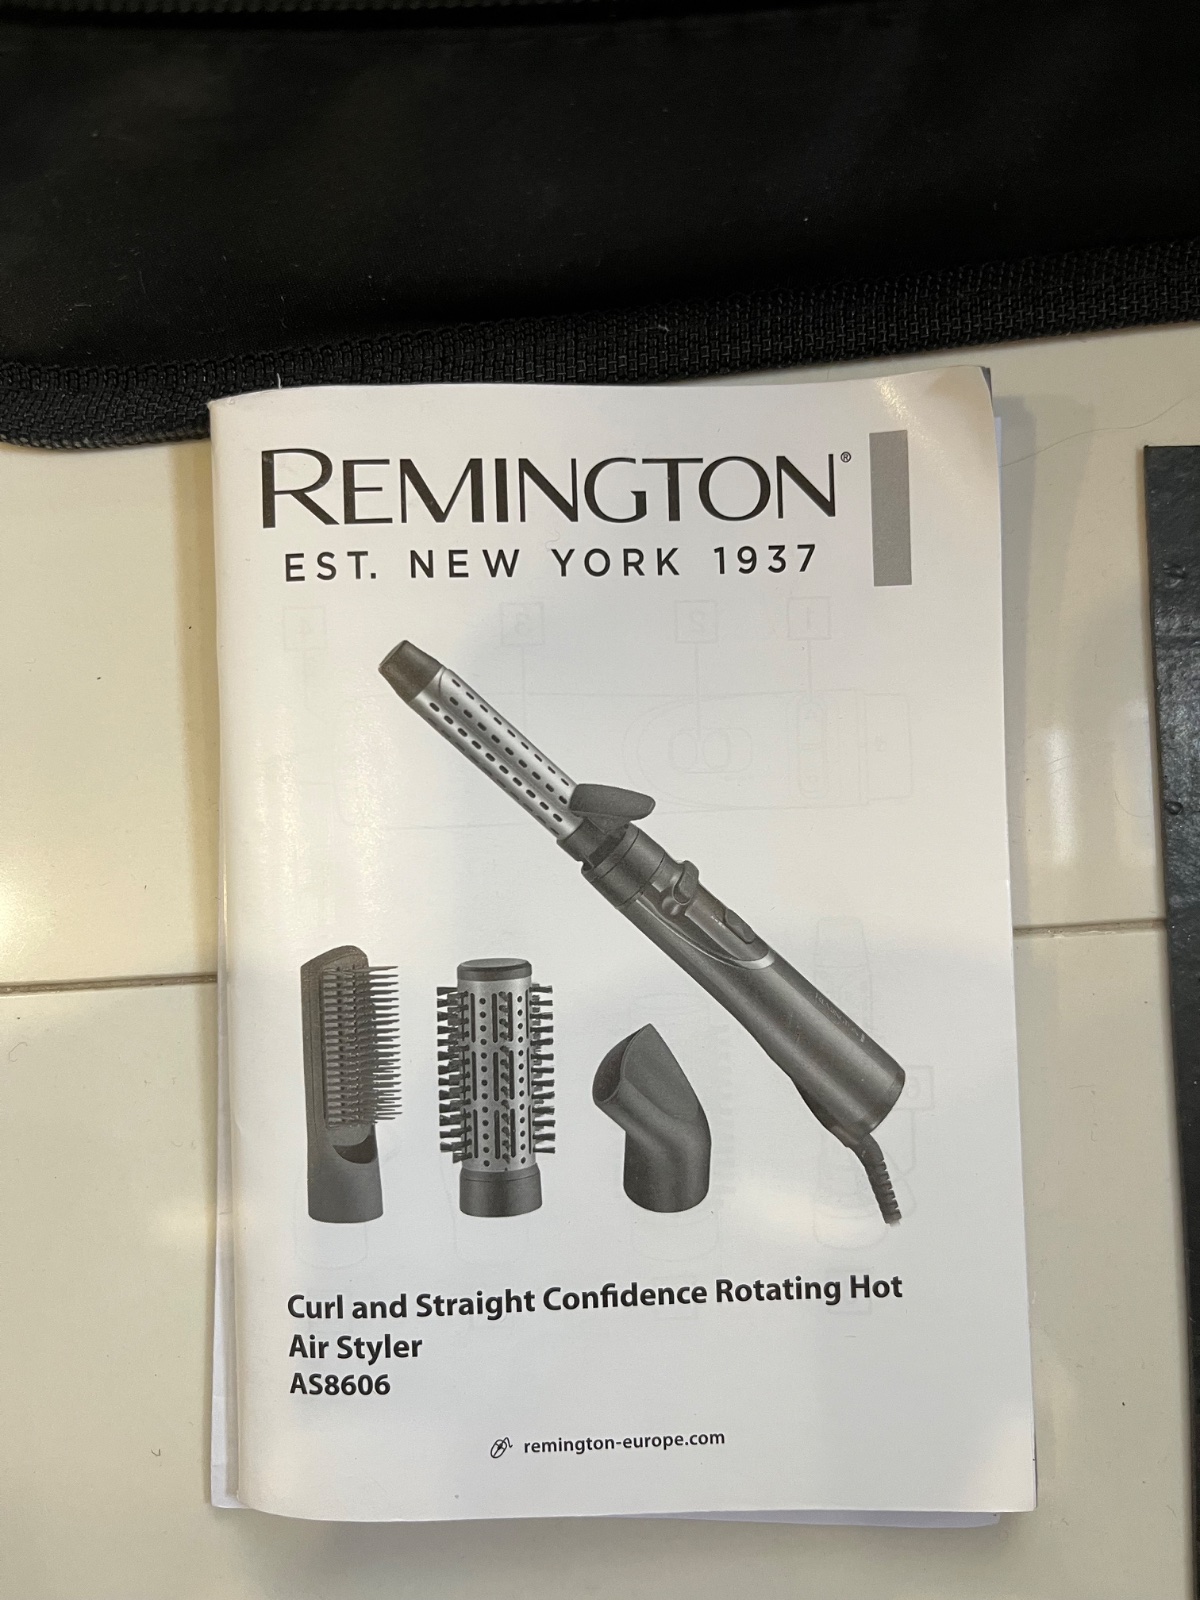 REMINGTON®
EST. NEW YORK 1937
Curl and Straight Confidence Rotating Hot
Air Styler
AS8606
remington-europe.com